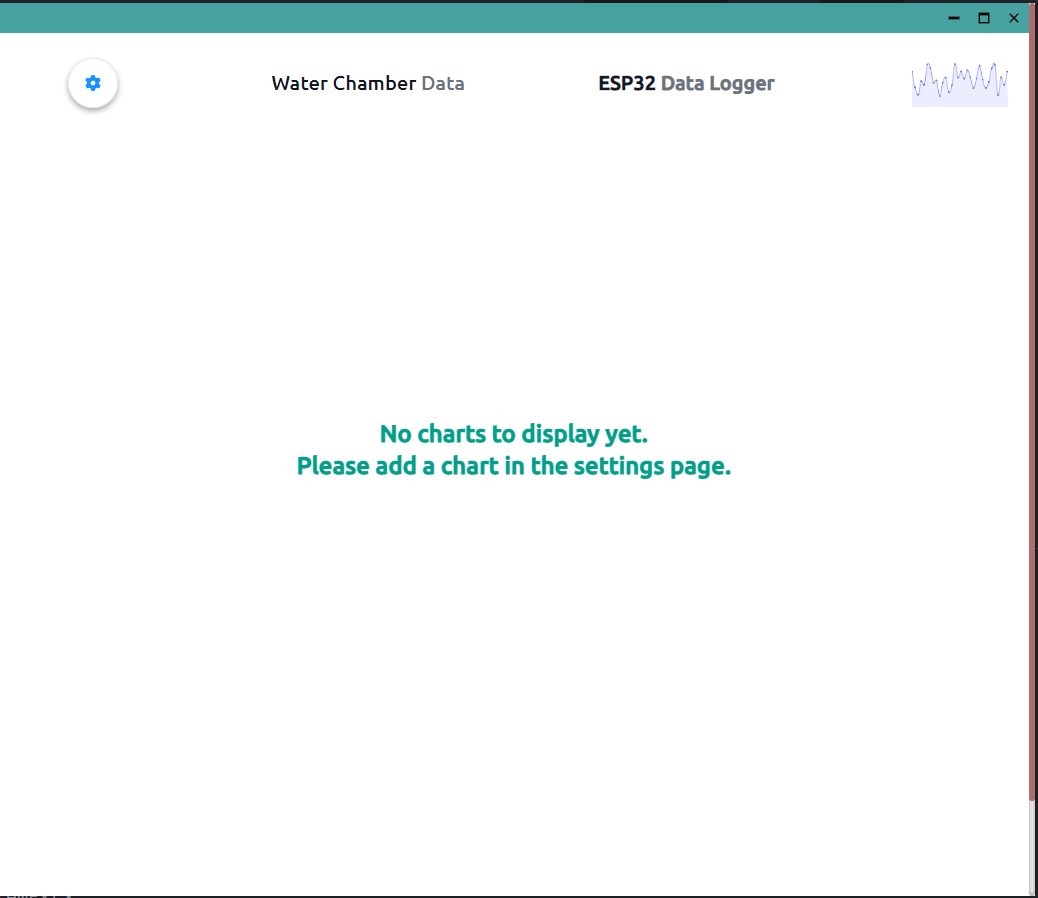 Water Chamber Data
ESP32 Data Logger
No charts to display yet.
Please add a chart in the settings page.